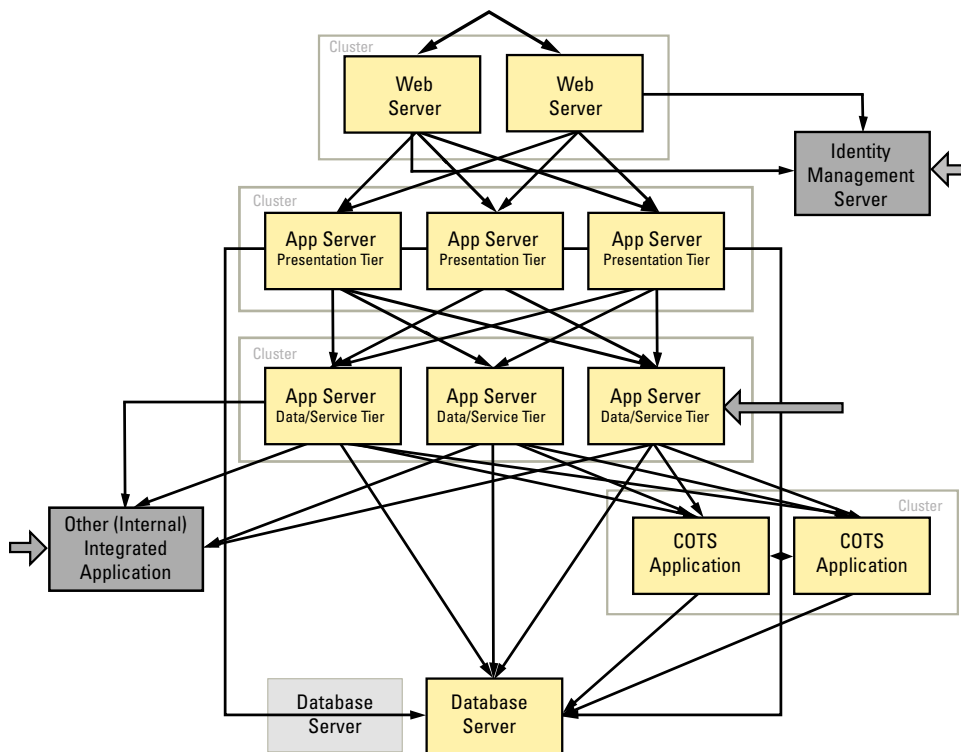 Cluster
Web
Server
Web
Server
Identity
Management
Server
Cluster
App Server
Presentation Tier
App Server
Presentation Tier
App Server
Presentation Tier
Cluster
App Server
Data/Service Tier
App Server
Data/Service Tier
App Server
Data/Service Tier
Other (Internal)
Integrated
Application
Cluster
COTS
Application
COTS
Application
Database
Server
Database
Server